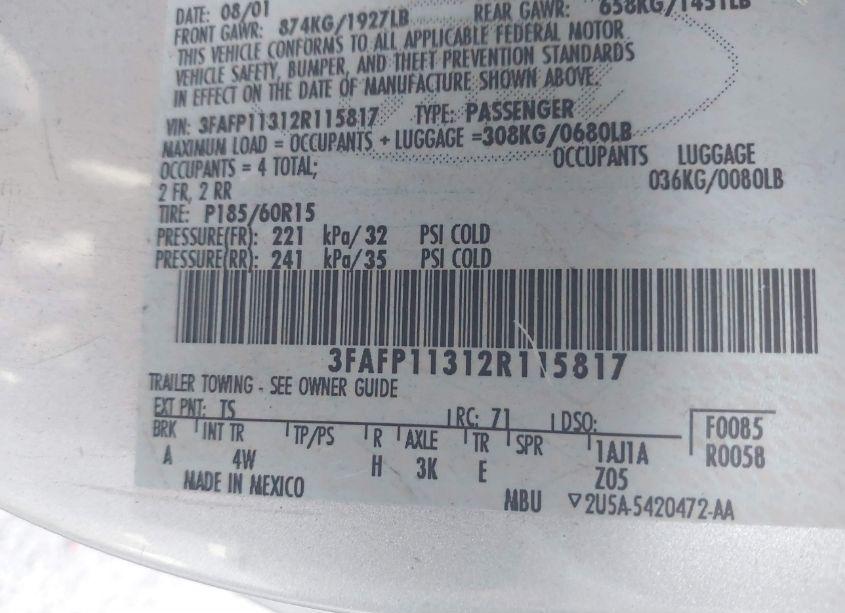 DATE: 08/01
FRONT GAWR: 874KG/1927LB REAR GAWR: 658KG/1451LB
THIS VEHICLE CONFORMS TO ALL APPLICABLE FEDERAL MOTOR
VEHICLE SAFETY, BUMPER, AND THEFT PREVENTION STANDARDS
IN EFFECT ON THE DATE OF MANUFACTURE SHOWN ABOVE.
VIN: 3FAFP11312R115817 TYPE: PASSENGER
MAXIMUM LOAD = OCCUPANTS + LUGGAGE =308KG/0680LB
OCCUPANTS = 4 TOTAL; OCCUPANTS LUGGAGE
2 FR, 2 RR 036KG/0080LB
TIRE: P185/60R15
PRESSURE(FR): 221 kPa/32 PSI COLD
PRESSURE(RR): 241 kPa/35 PSI COLD
3FAFP11312R115817
TRAILER TOWING - SEE OWNER GUIDE
EXT PNT: TS RC: 71 DSO: F0085
BRK INT TR TP/PS R AXLE TR SPR 1AJ1A R0058
A 4W H 3K E Z05
MADE IN MEXICO MBU ▽2U5A-5420472-AA